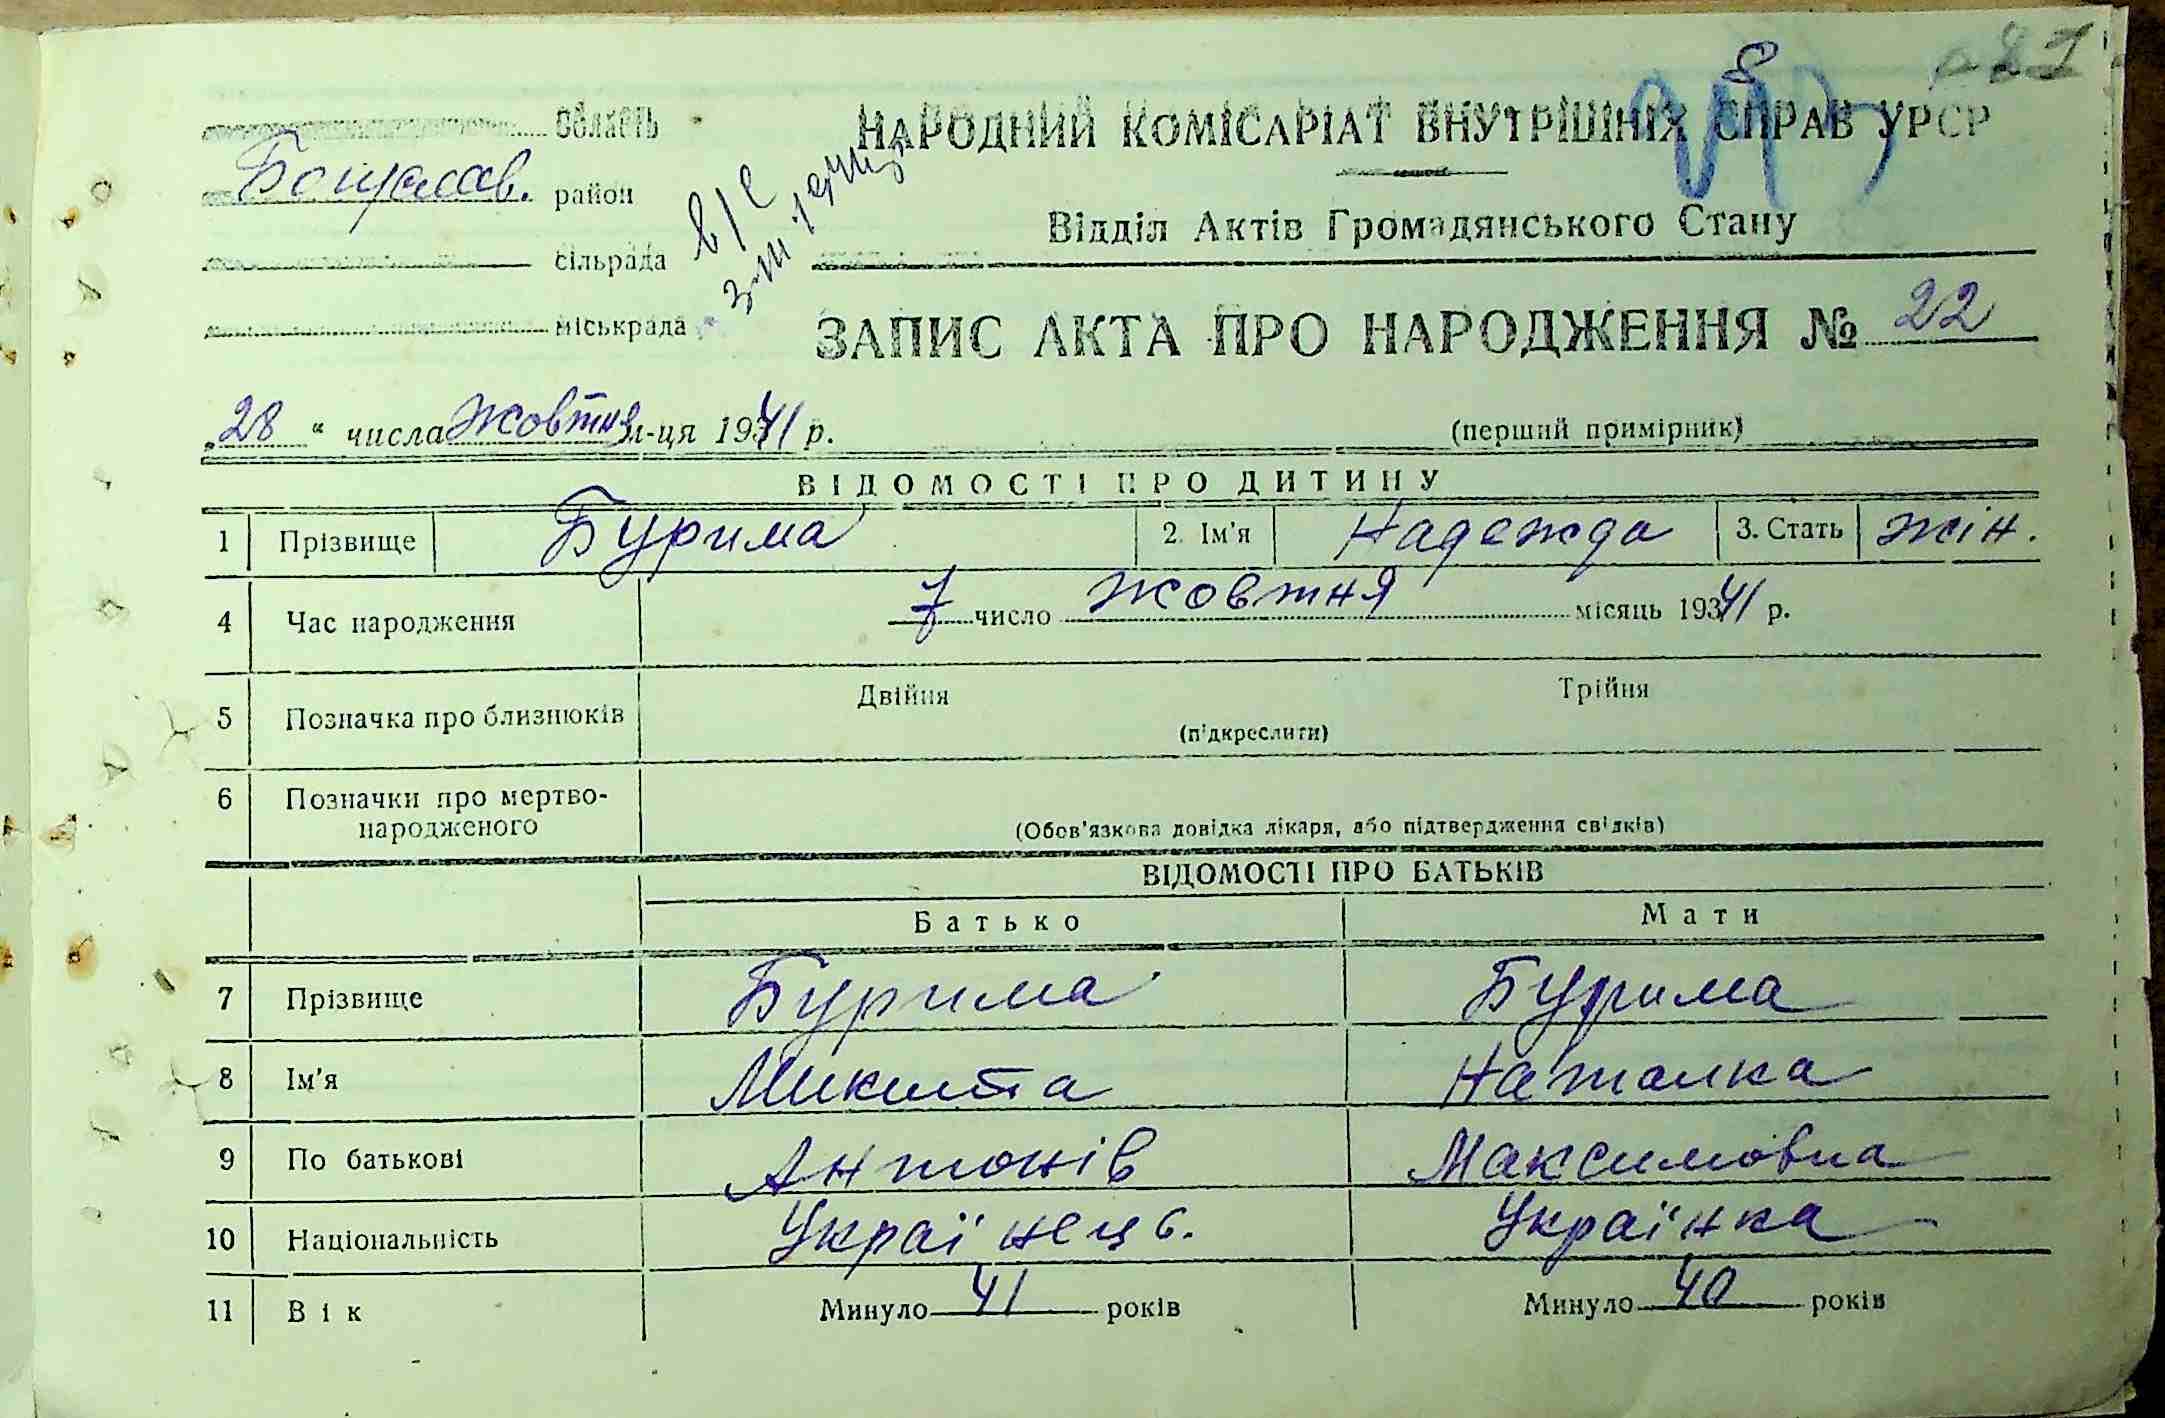 область
Богуслав. район
сільрада
міськрада
НАРОДНИЙ КОМІСАРІАТ ВНУТРІШНІХ СПРАВ УРСР
Відділ Актів Громадянського Стану
ЗАПИС АКТА ПРО НАРОДЖЕННЯ № 22
„28“ числа Жовтня м-ця 1941 р.
(перший примірник)
ВІДОМОСТІ ПРО ДИТИНУ
1 Прізвище Бурима 2. Ім'я Надежда 3. Стать жін.
4 Час народження 7 число жовтня місяць 1941 р.
5 Позначка про близнюків Двійня Трійня
(підкреслити)
6 Позначки про мертво-
народженого
(Обов'язкова довідка лікаря, або підтвердження свідків)
ВІДОМОСТІ ПРО БАТЬКІВ
Батько Мати
7 Прізвище Бурима Бурима
8 Ім'я Микита Наталка
9 По батькові Антонів Максимовна
10 Національність Українець. Українка
11 Вік Минуло 41 років Минуло 40 років